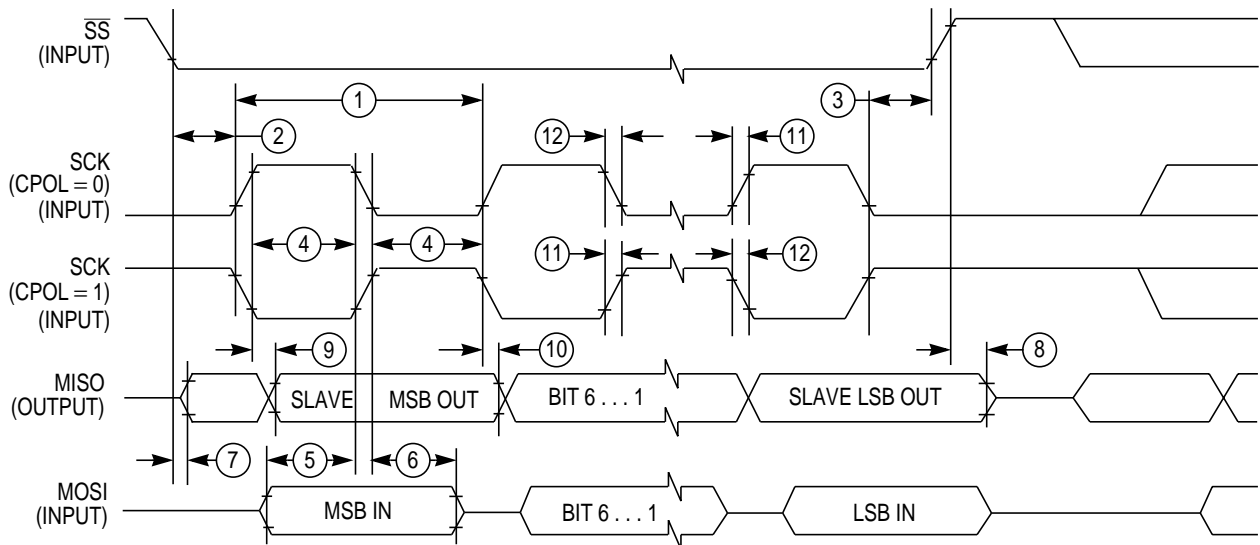 SS
(INPUT)
1
3
2
12
11
SCK
(CPOL = 0)
(INPUT)
4
4
11
12
SCK
(CPOL = 1)
(INPUT)
9
10
8
MISO
(OUTPUT)
SLAVE
MSB OUT
BIT 6 . . . 1
SLAVE LSB OUT
7
5
6
MOSI
(INPUT)
MSB IN
BIT 6 . . . 1
LSB IN